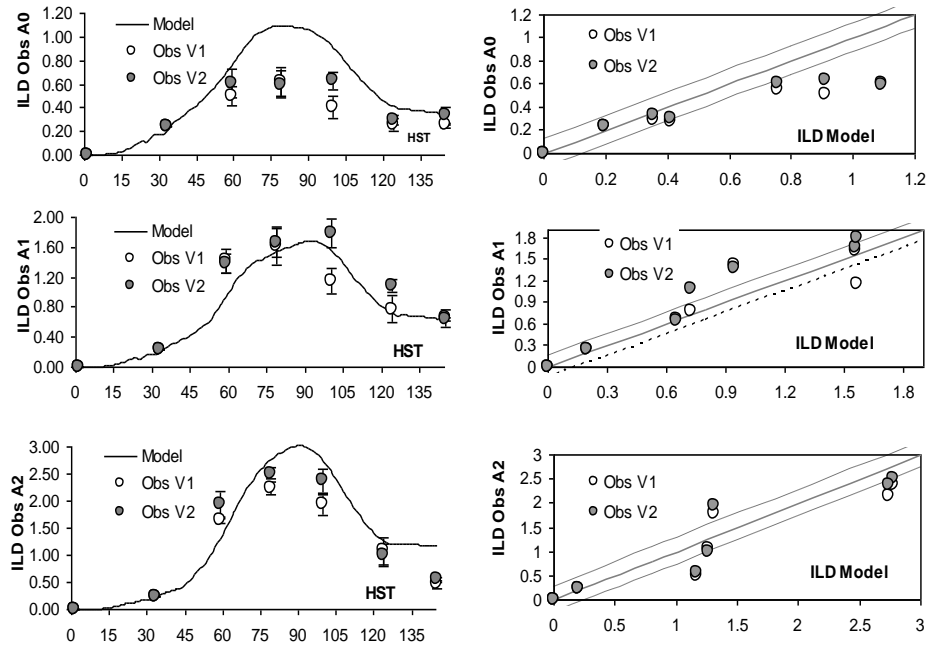 ILD Obs A0
1.20
1.00
0.80
0.60
0.40
0.20
0.00
Model
Obs V1
Obs V2
HST
0 15 30 45 60 75 90 105 120 135
ILD Obs A0
1.2
1
0.8
0.6
0.4
0.2
0
Obs V1
Obs V2
ILD Model
0 0.2 0.4 0.6 0.8 1 1.2
ILD Obs A1
2.00
1.60
1.20
0.80
0.40
0.00
Model
Obs V1
Obs V2
HST
0 15 30 45 60 75 90 105 120 135
ILD Obs A1
1.8
1.5
1.2
0.9
0.6
0.3
0
Obs V1
Obs V2
ILD Model
0 0.3 0.6 0.9 1.2 1.5 1.8
ILD Obs A2
3.00
2.50
2.00
1.50
1.00
0.50
0.00
Model
Obs V1
Obs V2
HST
0 15 30 45 60 75 90 105 120 135
ILD Obs A2
3
2.5
2
1.5
1
0.5
0
Obs V1
Obs V2
ILD Model
0 0.5 1 1.5 2 2.5 3